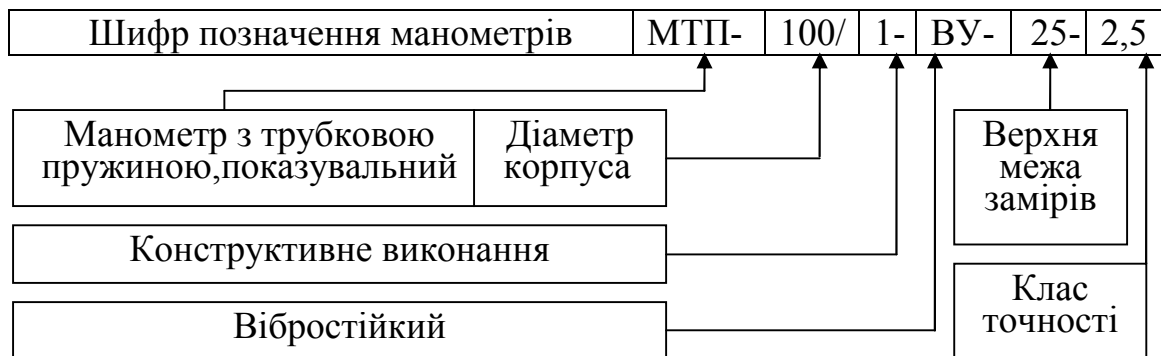 Шифр позначення манометрів МТП- 100/ 1- ВУ- 25- 2,5
Манометр з трубковою
пружиною,показувальний
Діаметр
корпуса
Верхня
межа
замірів
Конструктивне виконання
Вібростійкий
Клас
точності